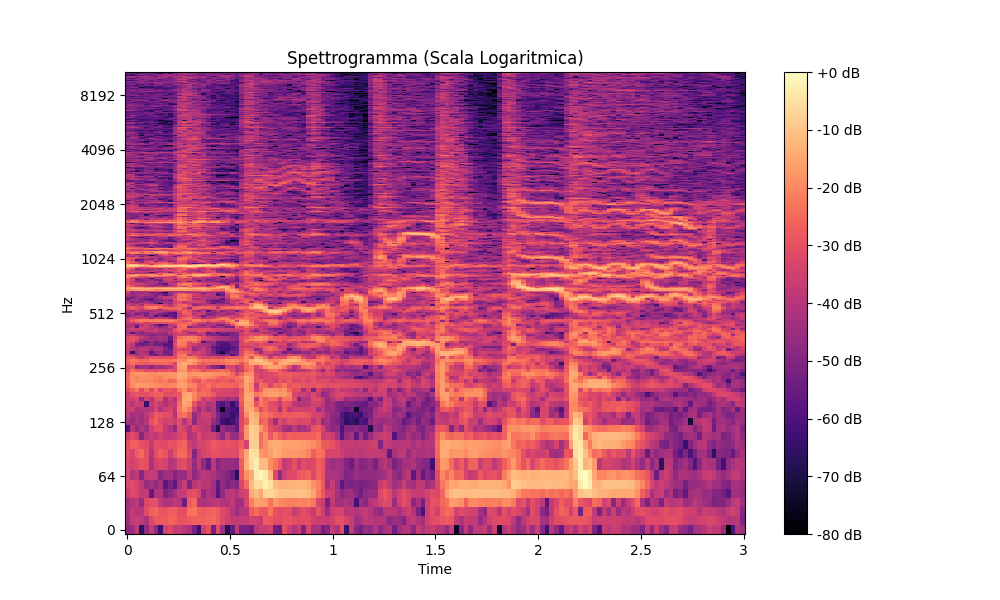 Spettrogramma (Scala Logaritmica)
8192
4096
2048
1024
512
256
128
64
0
Hz
0
0.5
1
1.5
2
2.5
3
Time
+0 dB
-10 dB
-20 dB
-30 dB
-40 dB
-50 dB
-60 dB
-70 dB
-80 dB